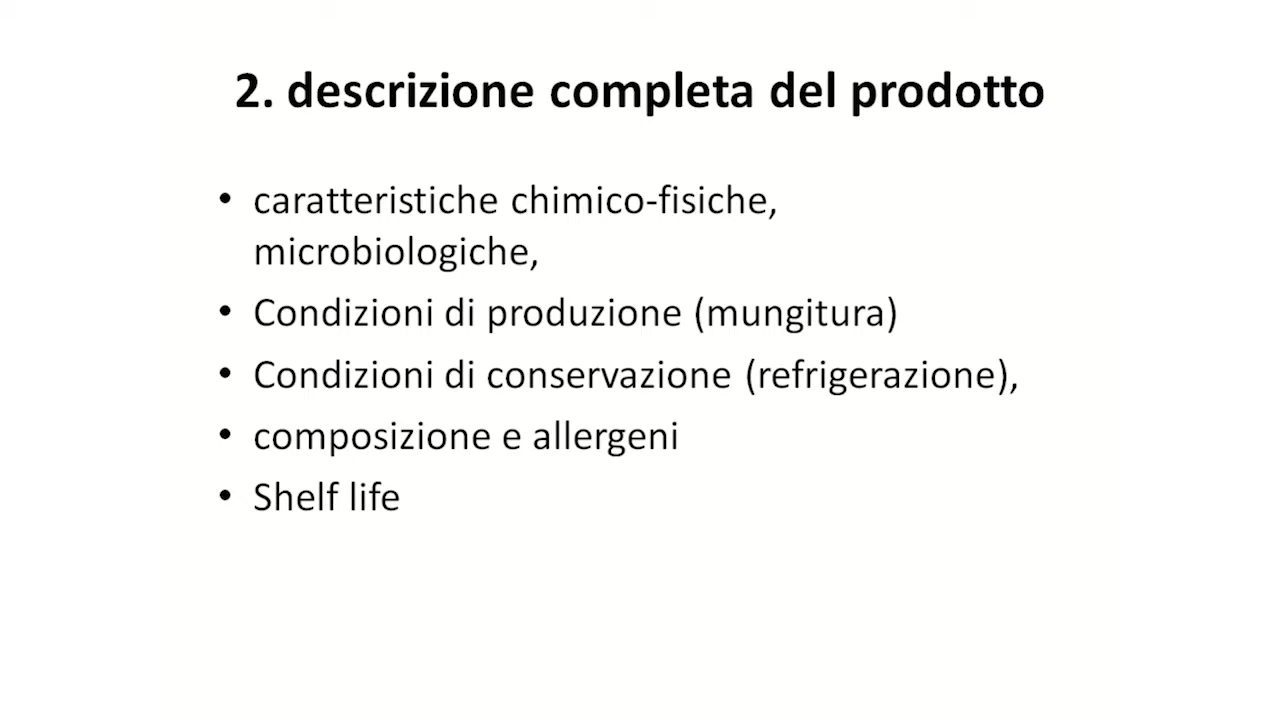 2. descrizione completa del prodotto
• caratteristiche chimico-fisiche,
microbiologiche,
• Condizioni di produzione (mungitura)
• Condizioni di conservazione (refrigerazione),
• composizione e allergeni
• Shelf life